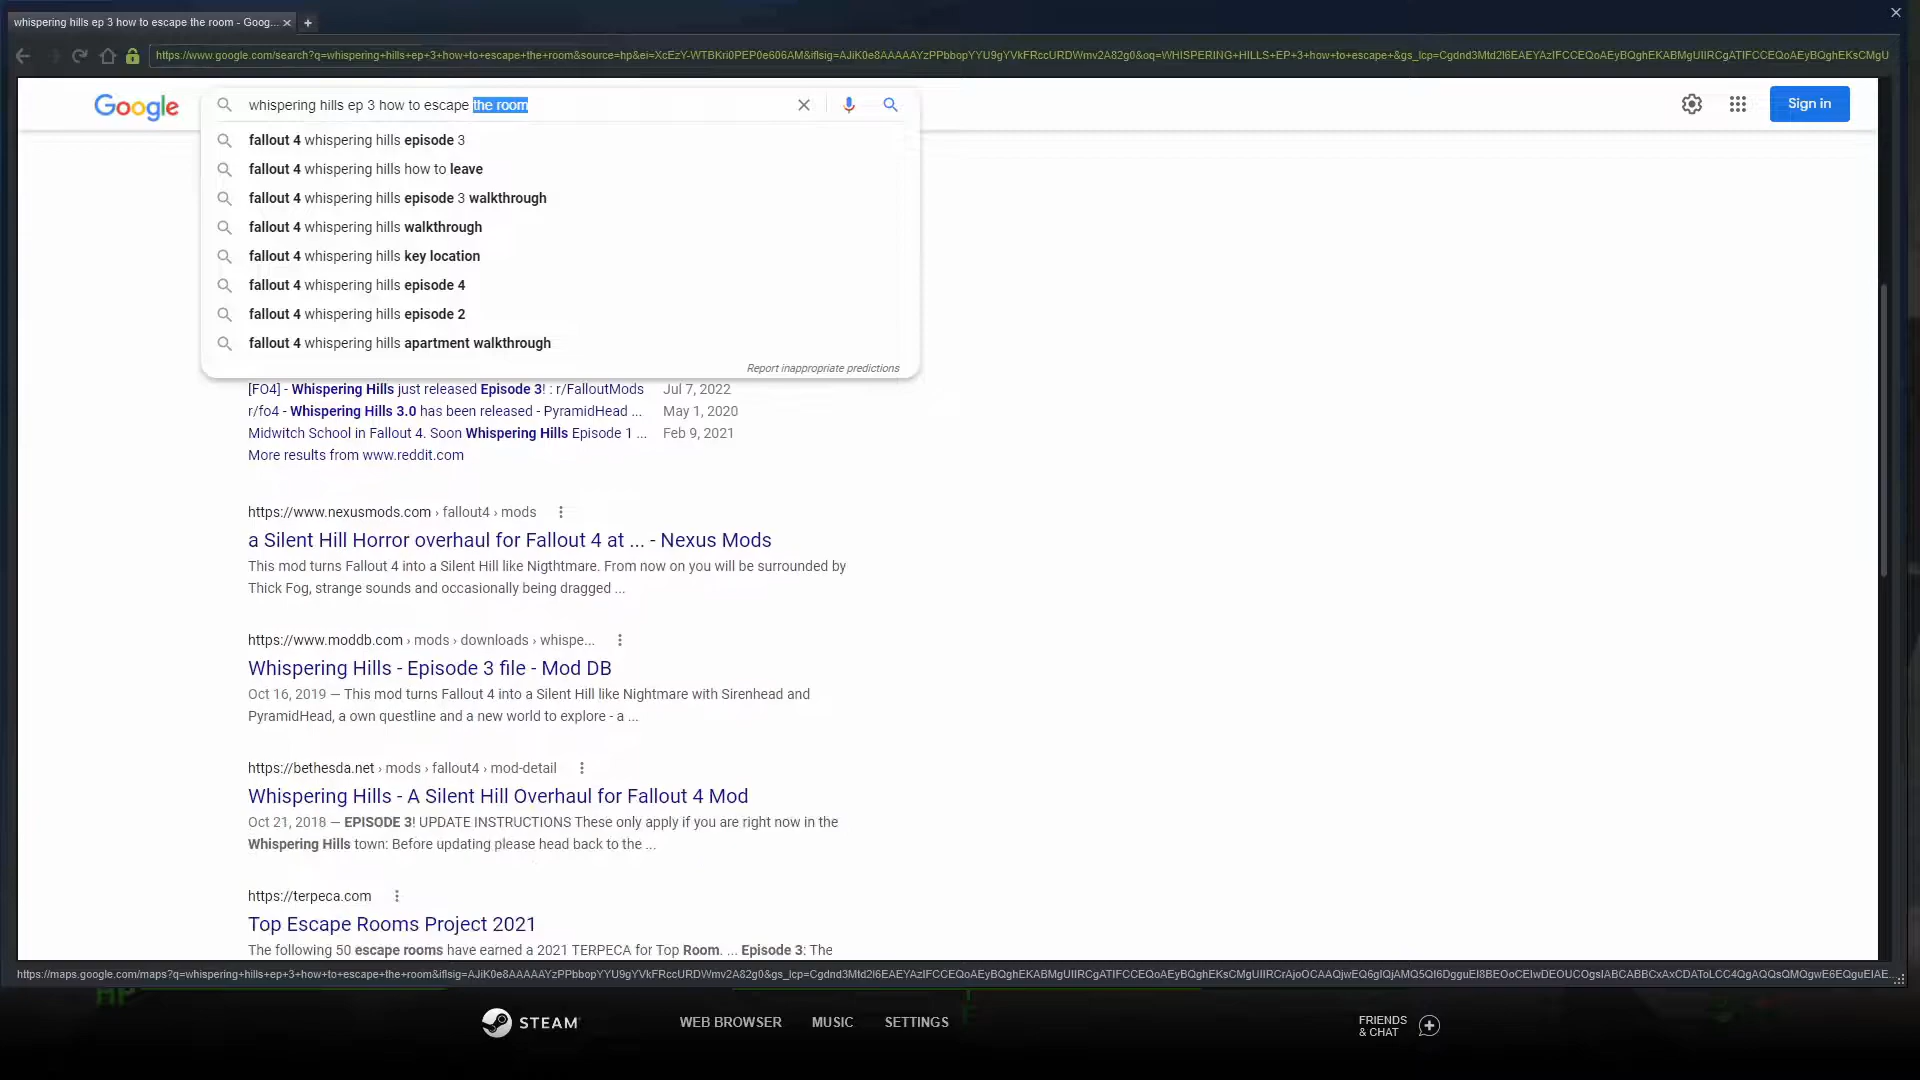 whispering hills ep 3 how to escape the room - Goog...
https://www.google.com/search?q=whispering+hills+ep+3+how+to+escape+the+room&source=hp&ei=XcEzY-WTBKri0PEP0e606AM&iflsig=AJiK0e8AAAAAYzPPbbopYYU9gYVkFRccURDWmv2A82g0&oq=WHISPERING+HILLS+EP+3+how+to+escape+&gs_lcp=Cgdnd3Mtd2l6EAEYAzIFCCEQoAEyBQghEKABMgUIIRCgATIFCCEQoAEyBQghEKsCMgU
Google
whispering hills ep 3 how to escape the room
Sign in
fallout 4 whispering hills episode 3
fallout 4 whispering hills how to leave
fallout 4 whispering hills episode 3 walkthrough
fallout 4 whispering hills walkthrough
fallout 4 whispering hills key location
fallout 4 whispering hills episode 4
fallout 4 whispering hills episode 2
fallout 4 whispering hills apartment walkthrough
Report inappropriate predictions
[FO4] - Whispering Hills just released Episode 3! : r/FalloutMods Jul 7, 2022
r/fo4 - Whispering Hills 3.0 has been released - PyramidHead ... May 1, 2020
Midwitch School in Fallout 4. Soon Whispering Hills Episode 1 ... Feb 9, 2021
More results from www.reddit.com
https://www.nexusmods.com › fallout4 › mods
a Silent Hill Horror overhaul for Fallout 4 at ... - Nexus Mods
This mod turns Fallout 4 into a Silent Hill like Nigthtmare. From now on you will be surrounded by
Thick Fog, strange sounds and occasionally being dragged ...
https://www.moddb.com › mods › downloads › whispe...
Whispering Hills - Episode 3 file - Mod DB
Oct 16, 2019 — This mod turns Fallout 4 into a Silent Hill like Nightmare with Sirenhead and
PyramidHead, a own questline and a new world to explore - a ...
https://bethesda.net › mods › fallout4 › mod-detail
Whispering Hills - A Silent Hill Overhaul for Fallout 4 Mod
Oct 21, 2018 — EPISODE 3! UPDATE INSTRUCTIONS These only apply if you are right now in the
Whispering Hills town: Before updating please head back to the ...
https://terpeca.com
Top Escape Rooms Project 2021
The following 50 escape rooms have earned a 2021 TERPECA for Top Room. ... Episode 3: The
HP
STEAM
WEB BROWSER
MUSIC
SETTINGS
FRIENDS
& CHAT